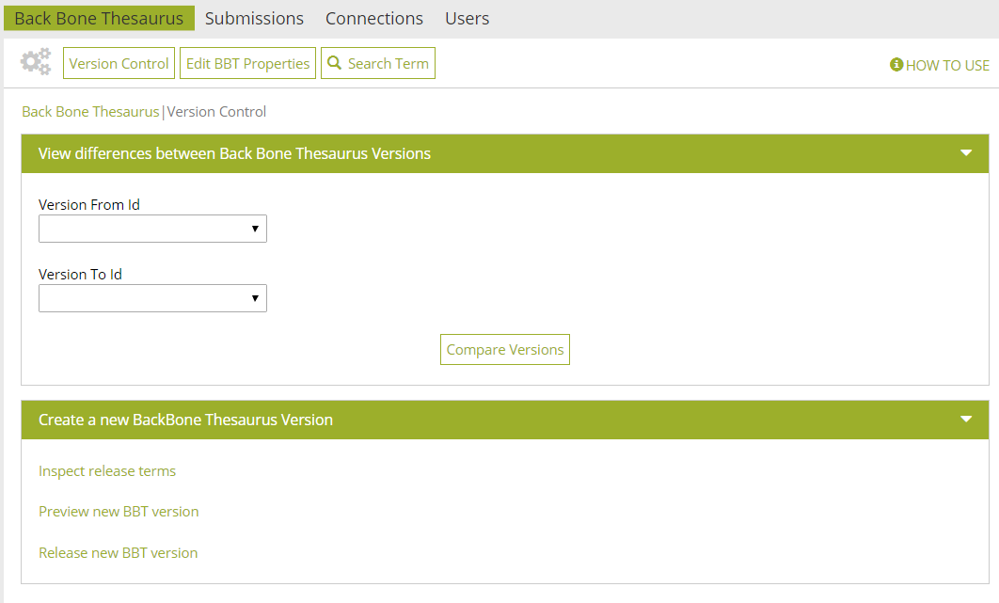 Back Bone Thesaurus Submissions Connections Users
Version Control Edit BBT Properties Search Term HOW TO USE
Back Bone Thesaurus|Version Control
View differences between Back Bone Thesaurus Versions
Version From Id
Version To Id
Compare Versions
Create a new BackBone Thesaurus Version
Inspect release terms
Preview new BBT version
Release new BBT version